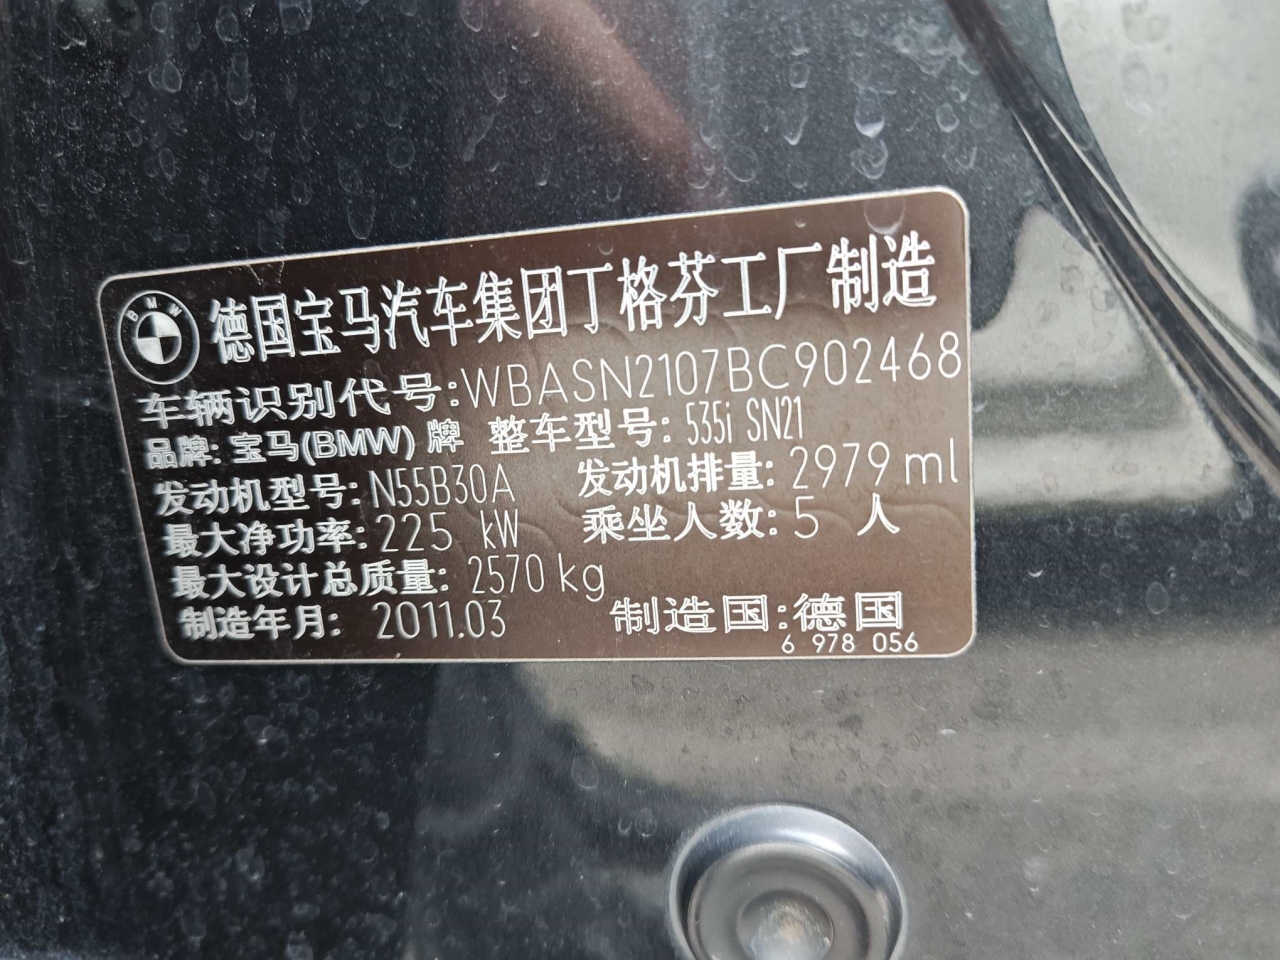 BMW
德国宝马汽车集团丁格芬工厂制造
车辆识别代号:WBASN2107BC902468
品牌: 宝马(BMW) 牌 整车型号: 535i SN21
发动机型号: N55B30A 发动机排量: 2979 ml
最大净功率: 225 kW 乘坐人数: 5 人
最大设计总质量: 2570 kg
制造年月: 2011.03 制造国:德国
6 978 056